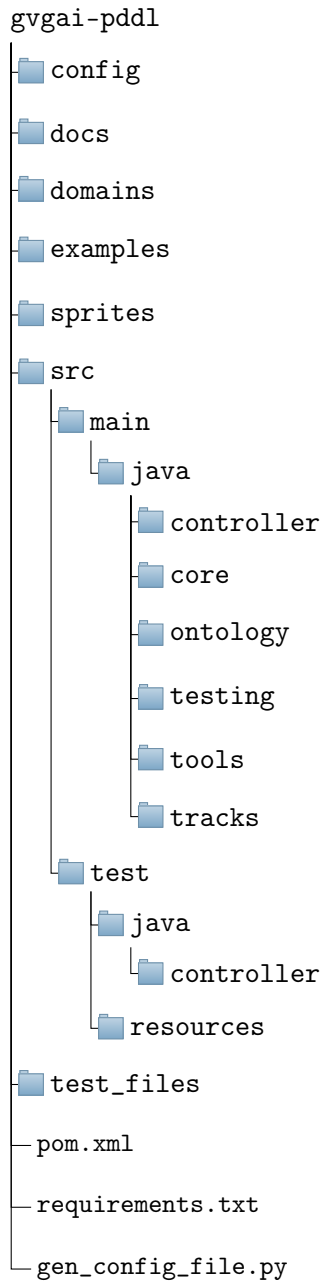 gvgai-pddl
config
docs
domains
examples
sprites
src
main
java
controller
core
ontology
testing
tools
tracks
test
java
controller
resources
test_files
pom.xml
requirements.txt
gen_config_file.py